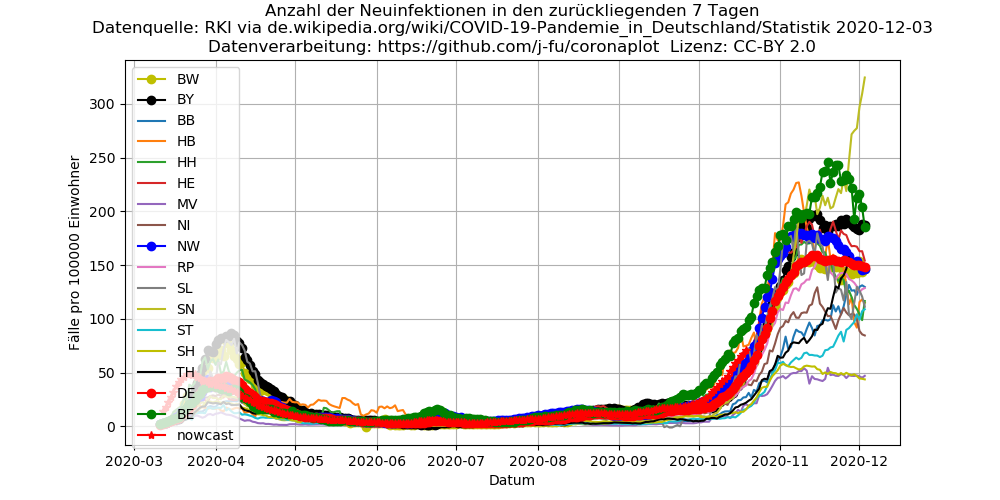 Anzahl der Neuinfektionen in den zurückliegenden 7 Tagen
Datenquelle: RKI via de.wikipedia.org/wiki/COVID-19-Pandemie_in_Deutschland/Statistik 2020-12-03
Datenverarbeitung: https://github.com/j-fu/coronaplot Lizenz: CC-BY 2.0
Fälle pro 100000 Einwohner
300
250
200
150
100
50
0
BW
BY
BB
HB
HH
HE
MV
NI
NW
RP
SL
SN
ST
SH
TH
DE
BE
nowcast
2020-03 2020-04 2020-05 2020-06 2020-07 2020-08 2020-09 2020-10 2020-11 2020-12
Datum